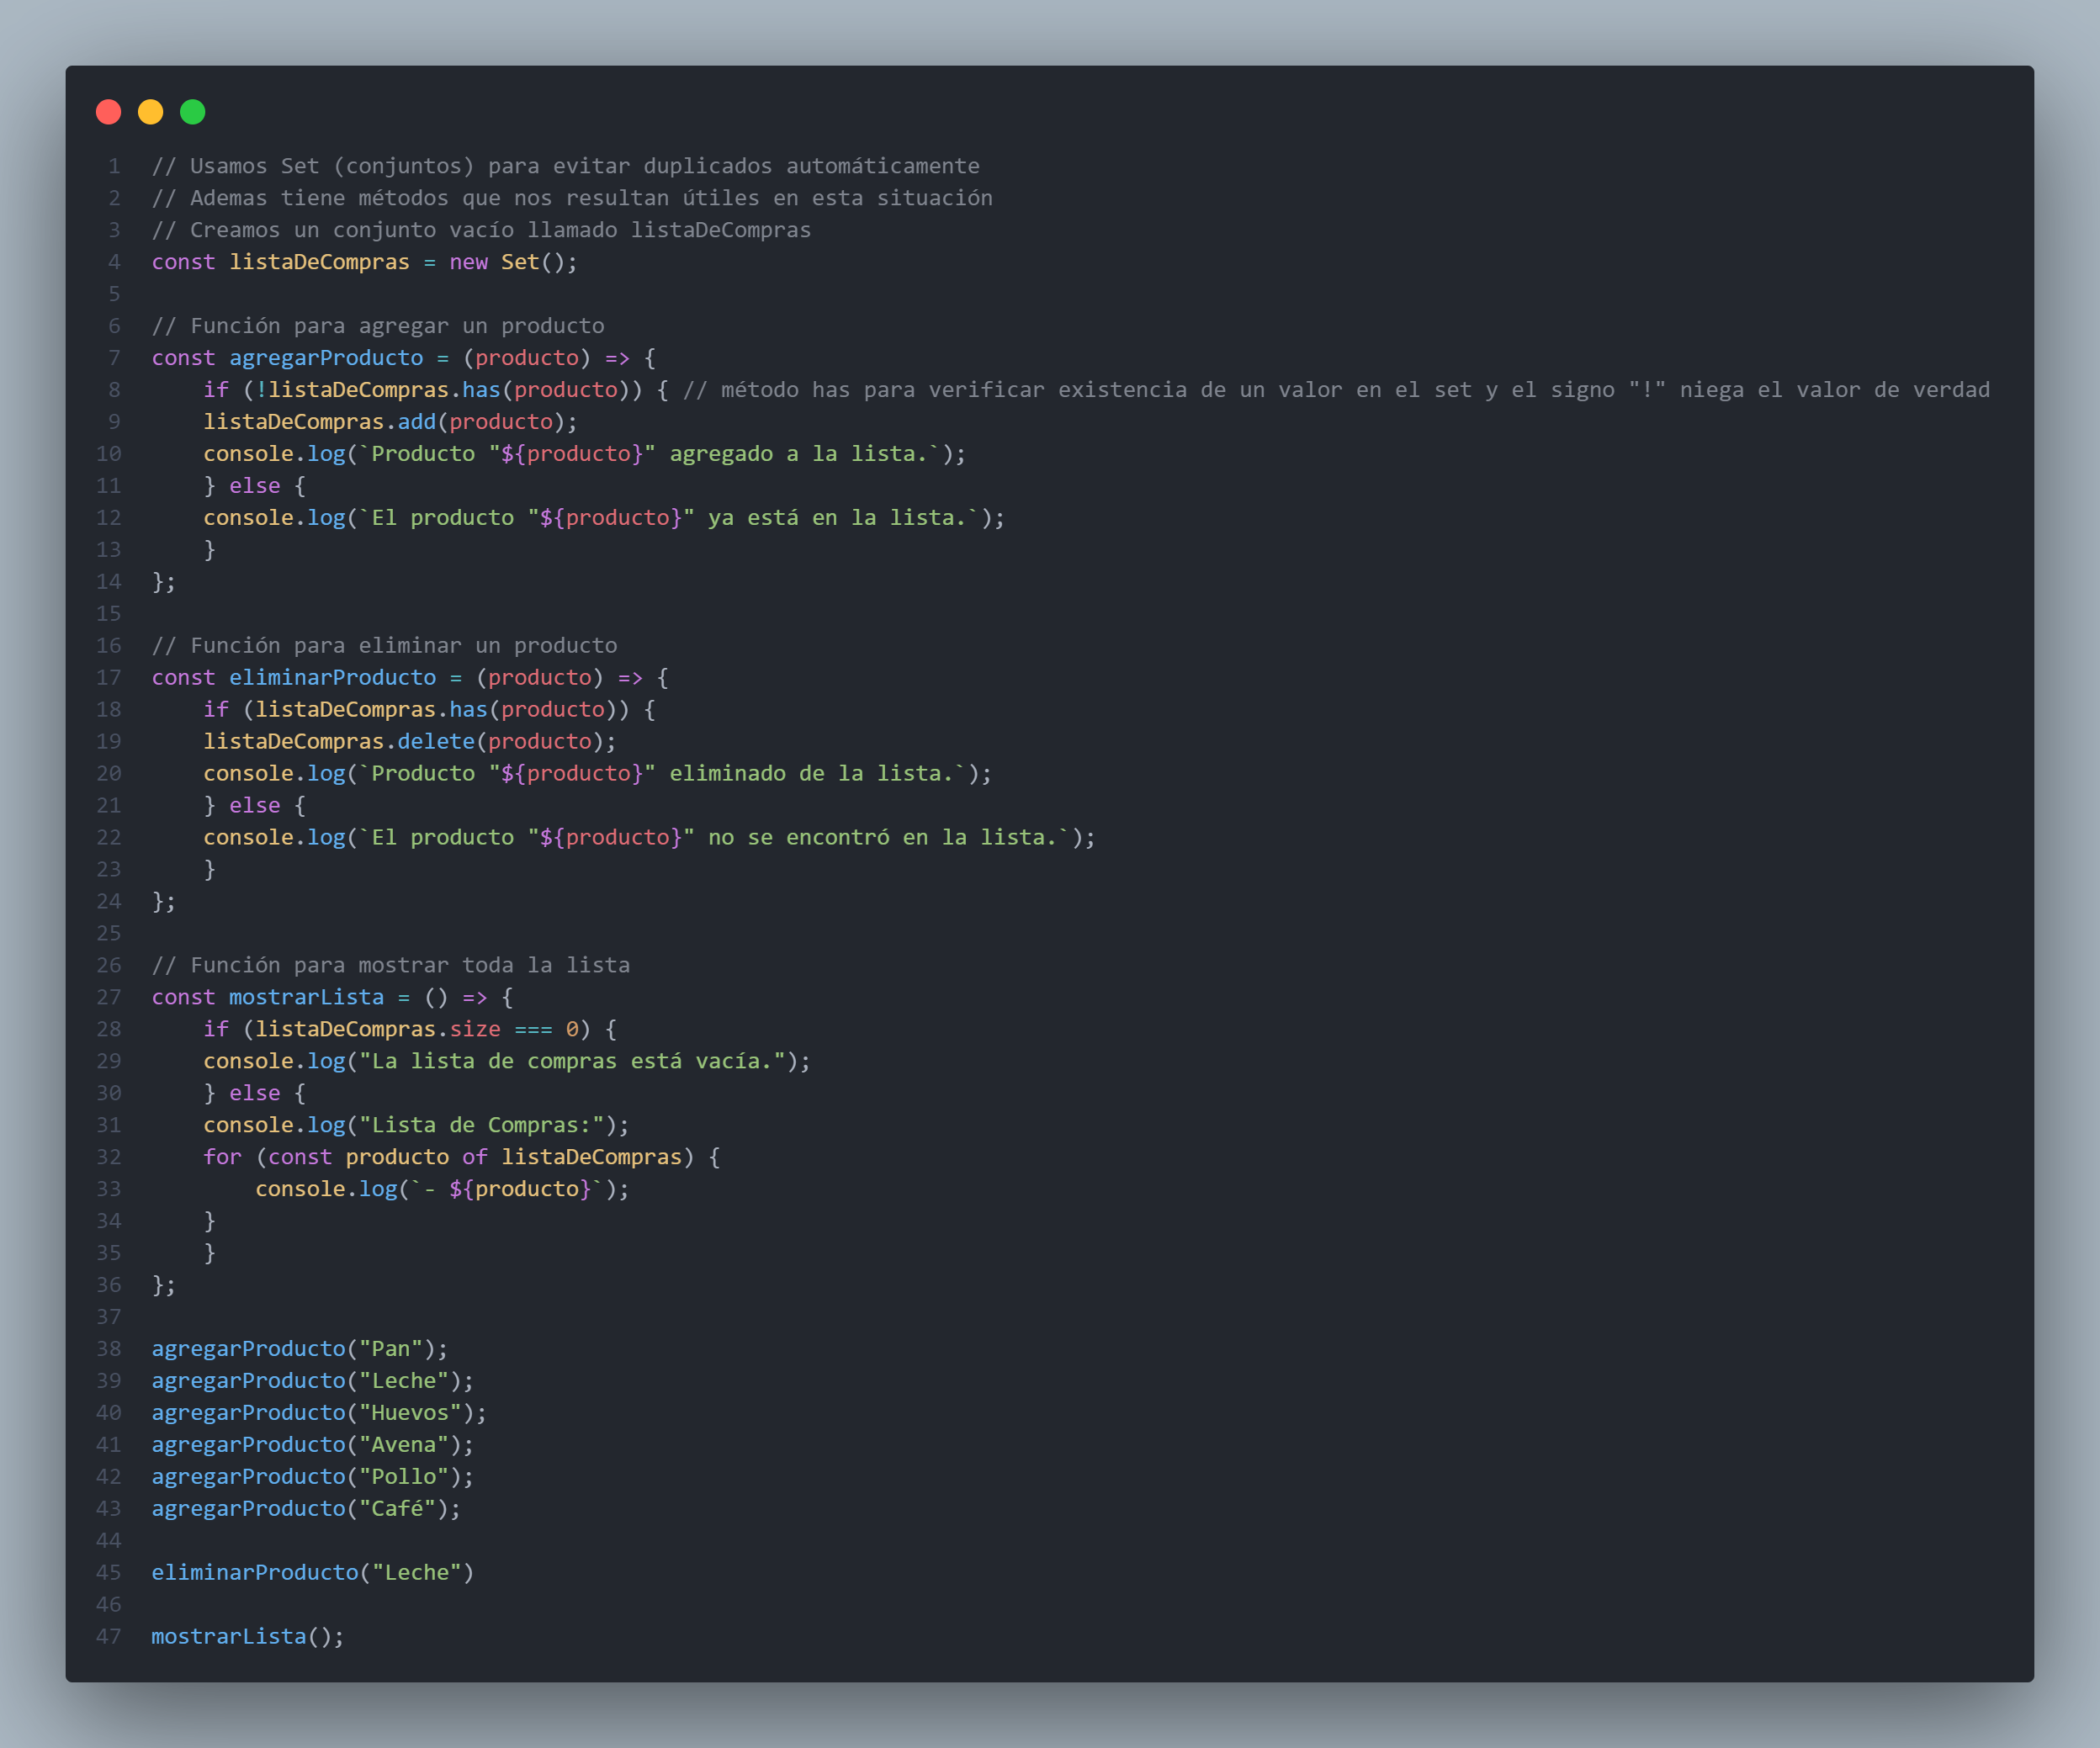 1 // Usamos Set (conjuntos) para evitar duplicados automáticamente
2 // Ademas tiene métodos que nos resultan útiles en esta situación
3 // Creamos un conjunto vacío llamado listaDeCompras
4 const listaDeCompras = new Set();
5
6 // Función para agregar un producto
7 const agregarProducto = (producto) => {
8     if (!listaDeCompras.has(producto)) { // método has para verificar existencia de un valor en el set y el signo "!" niega el valor de verdad
9     listaDeCompras.add(producto);
10     console.log(`Producto "${producto}" agregado a la lista.`);
11     } else {
12     console.log(`El producto "${producto}" ya está en la lista.`);
13     }
14 };
15
16 // Función para eliminar un producto
17 const eliminarProducto = (producto) => {
18     if (listaDeCompras.has(producto)) {
19     listaDeCompras.delete(producto);
20     console.log(`Producto "${producto}" eliminado de la lista.`);
21     } else {
22     console.log(`El producto "${producto}" no se encontró en la lista.`);
23     }
24 };
25
26 // Función para mostrar toda la lista
27 const mostrarLista = () => {
28     if (listaDeCompras.size === 0) {
29     console.log("La lista de compras está vacía.");
30     } else {
31     console.log("Lista de Compras:");
32     for (const producto of listaDeCompras) {
33         console.log(`- ${producto}`);
34     }
35     }
36 };
37
38 agregarProducto("Pan");
39 agregarProducto("Leche");
40 agregarProducto("Huevos");
41 agregarProducto("Avena");
42 agregarProducto("Pollo");
43 agregarProducto("Café");
44
45 eliminarProducto("Leche")
46
47 mostrarLista();